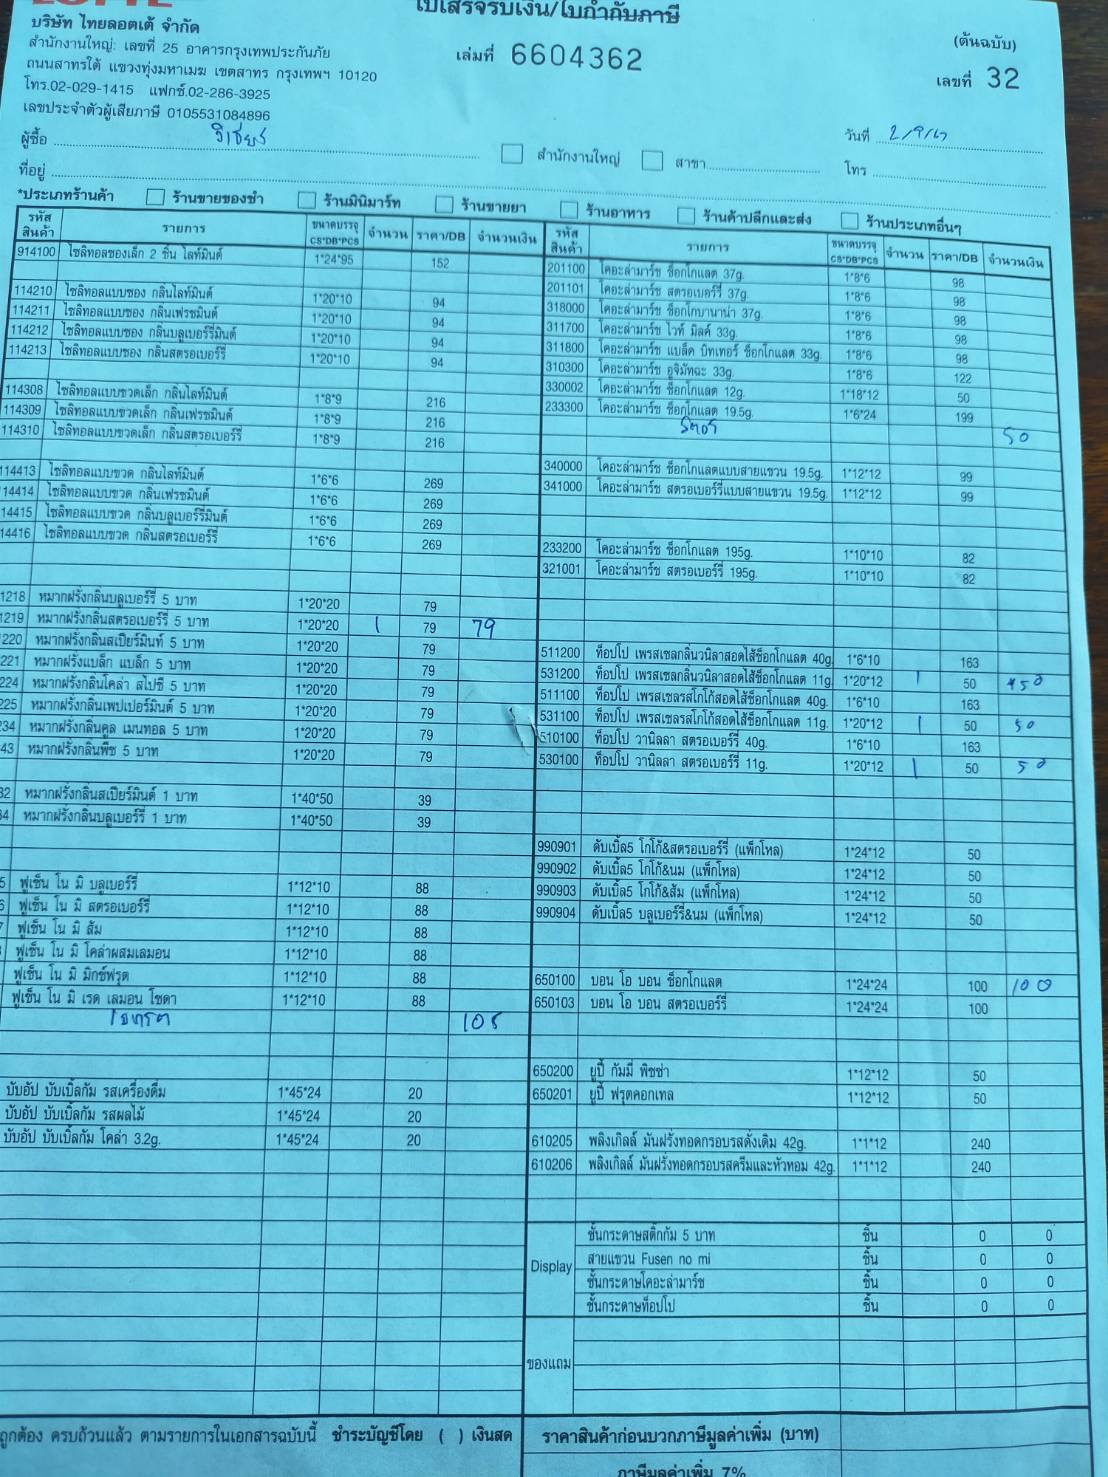 ใบเสร็จรับเงิน/ใบกำกับภาษี
บริษัท ไทยลอตเต้ จำกัด
สำนักงานใหญ่: เลขที่ 25 อาคารกรุงเทพประกันภัย
ถนนสาทรใต้ แขวงทุ่งมหาเมฆ เขตสาทร กรุงเทพฯ 10120
โทร.02-029-1415 แฟกซ์.02-286-3925
เลขประจำตัวผู้เสียภาษี 0105531084896
เล่มที่ 6604362
(ต้นฉบับ)
เลขที่ 32
ผู้ซื้อ วิเชียร
สำนักงานใหญ่ สาขา
วันที่ 2/9/67
ที่อยู่ โทร
*ประเภทร้านค้า ร้านขายของชำ ร้านมินิมาร์ท ร้านขายยา ร้านอาหาร ร้านค้าปลีกและส่ง ร้านประเภทอื่นๆ
รหัสสินค้า รายการ ขนาดบรรจุ CS*DB*PCS จำนวน ราคา/DB จำนวนเงิน
914100 ไซลิทอลซองเล็ก 2 ชิ้น ไลท์มินต์ 1*24*95 152
114210 ไซลิทอลแบบซอง กลิ่นไลท์มินต์ 1*20*10 94
114211 ไซลิทอลแบบซอง กลิ่นเฟรชมินต์ 1*20*10 94
114212 ไซลิทอลแบบซอง กลิ่นบลูเบอร์รี่มินต์ 1*20*10 94
114213 ไซลิทอลแบบซอง กลิ่นสตรอเบอร์รี่ 1*20*10 94
114308 ไซลิทอลแบบขวดเล็ก กลิ่นไลท์มินต์ 1*8*9 216
114309 ไซลิทอลแบบขวดเล็ก กลิ่นเฟรชมินต์ 1*8*9 216
114310 ไซลิทอลแบบขวดเล็ก กลิ่นสตรอเบอร์รี่ 1*8*9 216
114413 ไซลิทอลแบบขวด กลิ่นไลท์มินต์ 1*6*6 269
14414 ไซลิทอลแบบขวด กลิ่นเฟรชมินต์ 1*6*6 269
14415 ไซลิทอลแบบขวด กลิ่นบลูเบอร์รี่มินต์ 1*6*6 269
14416 ไซลิทอลแบบขวด กลิ่นสตรอเบอร์รี่ 1*6*6 269
1218 หมากฝรั่งกลิ่นบลูเบอร์รี่ 5 บาท 1*20*20 79
1219 หมากฝรั่งกลิ่นสตรอเบอร์รี่ 5 บาท 1*20*20 1 79 79
220 หมากฝรั่งกลิ่นสเปียร์มินท์ 5 บาท 1*20*20 79
221 หมากฝรั่งแบล็ก แบล็ก 5 บาท 1*20*20 79
224 หมากฝรั่งกลิ่นโคล่า สไปซี่ 5 บาท 1*20*20 79
225 หมากฝรั่งกลิ่นเพปเปอร์มินต์ 5 บาท 1*20*20 79
234 หมากฝรั่งกลิ่นคูล เมนทอล 5 บาท 1*20*20 79
43 หมากฝรั่งกลิ่นพีช 5 บาท 1*20*20 79
32 หมากฝรั่งกลิ่นสเปียร์มินต์ 1 บาท 1*40*50 39
34 หมากฝรั่งกลิ่นบลูเบอร์รี่ 1 บาท 1*40*50 39
5 ฟูเซ็น โน มิ บลูเบอร์รี่ 1*12*10 88
6 ฟูเซ็น โน มิ สตรอเบอร์รี่ 1*12*10 88
7 ฟูเซ็น โน มิ ส้ม 1*12*10 88
ฟูเซ็น โน มิ โคล่าผสมเลมอน 1*12*10 88
ฟูเซ็น โน มิ มิกซ์ฟรุต 1*12*10 88
ฟูเซ็น โน มิ เรด เลมอน โซดา 1*12*10 88
105
บับอัป บับเบิ้ลกัม รสเครื่องดื่ม 1*45*24 20
บับอัป บับเบิ้ลกัม รสผลไม้ 1*45*24 20
บับอัป บับเบิ้ลกัม โคล่า 3.2g. 1*45*24 20
รหัสสินค้า รายการ ขนาดบรรจุ CS*DB*PCS จำนวน ราคา/DB จำนวนเงิน
201100 โคอะล่ามาร์ช ช็อกโกแลต 37g. 1*8*6 98
201101 โคอะล่ามาร์ช สตรอเบอร์รี่ 37g. 1*8*6 98
318000 โคอะล่ามาร์ช ช็อกโกบานาน่า 37g. 1*8*6 98
311700 โคอะล่ามาร์ช ไวท์ มิลค์ 33g. 1*8*6 98
311800 โคอะล่ามาร์ช แบล็ค บิทเทอร์ ช็อกโกแลต 33g. 1*8*6 98
310300 โคอะล่ามาร์ช อูจิมัทฉะ 33g. 1*8*6 122
330002 โคอะล่ามาร์ช ช็อกโกแลต 12g. 1*18*12 50
233300 โคอะล่ามาร์ช ช็อกโกแลต 19.5g. 1*6*24 199
50
340000 โคอะล่ามาร์ช ช็อกโกแลตแบบสายแขวน 19.5g. 1*12*12 99
341000 โคอะล่ามาร์ช สตรอเบอร์รี่แบบสายแขวน 19.5g. 1*12*12 99
233200 โคอะล่ามาร์ช ช็อกโกแลต 195g. 1*10*10 82
321001 โคอะล่ามาร์ช สตรอเบอร์รี่ 195g. 1*10*10 82
511200 ท็อปโป เพรสเซลกลิ่นวนิลาสอดไส้ช็อกโกแลต 40g. 1*6*10 163
531200 ท็อปโป เพรสเซลกลิ่นวนิลาสอดไส้ช็อกโกแลต 11g. 1*20*12 1 50 50
511100 ท็อปโป เพรสเซลรสโกโก้สอดไส้ช็อกโกแลต 40g. 1*6*10 163
531100 ท็อปโป เพรสเซลรสโกโก้สอดไส้ช็อกโกแลต 11g. 1*20*12 1 50 50
510100 ท็อปโป วานิลลา สตรอเบอร์รี่ 40g. 1*6*10 163
530100 ท็อปโป วานิลลา สตรอเบอร์รี่ 11g. 1*20*12 1 50 50
990901 ดับเบิ้ล5 โกโก้&สตรอเบอร์รี่ (แพ็กโหล) 1*24*12 50
990902 ดับเบิ้ล5 โกโก้&นม (แพ็กโหล) 1*24*12 50
990903 ดับเบิ้ล5 โกโก้&ส้ม (แพ็กโหล) 1*24*12 50
990904 ดับเบิ้ล5 บลูเบอร์รี่&นม (แพ็กโหล) 1*24*12 50
650100 บอน โอ บอน ช็อกโกแลต 1*24*24 100 100
650103 บอน โอ บอน สตรอเบอร์รี่ 1*24*24 100
650200 ยูปี้ กัมมี่ พิซซ่า 1*12*12 50
650201 ยูปี้ ฟรุตคอกเทล 1*12*12 50
610205 พลิงเกิลล์ มันฝรั่งทอดกรอบรสดั้งเดิม 42g. 1*1*12 240
610206 พลิงเกิลล์ มันฝรั่งทอดกรอบรสครีมและหัวหอม 42g. 1*1*12 240
Display
ชั้นกระดาษสติ๊กกัม 5 บาท ชิ้น 0 0
สายแขวน Fusen no mi ชิ้น 0 0
ชั้นกระดาษโคอะล่ามาร์ช ชิ้น 0 0
ชั้นกระดาษท็อปโป ชิ้น 0 0
ของแถม
ถูกต้อง ครบถ้วนแล้ว ตามรายการในเอกสารฉบับนี้ ชำระบัญชีโดย ( ) เงินสด
ราคาสินค้าก่อนบวกภาษีมูลค่าเพิ่ม (บาท)
ภาษีมูลค่าเพิ่ม 7%